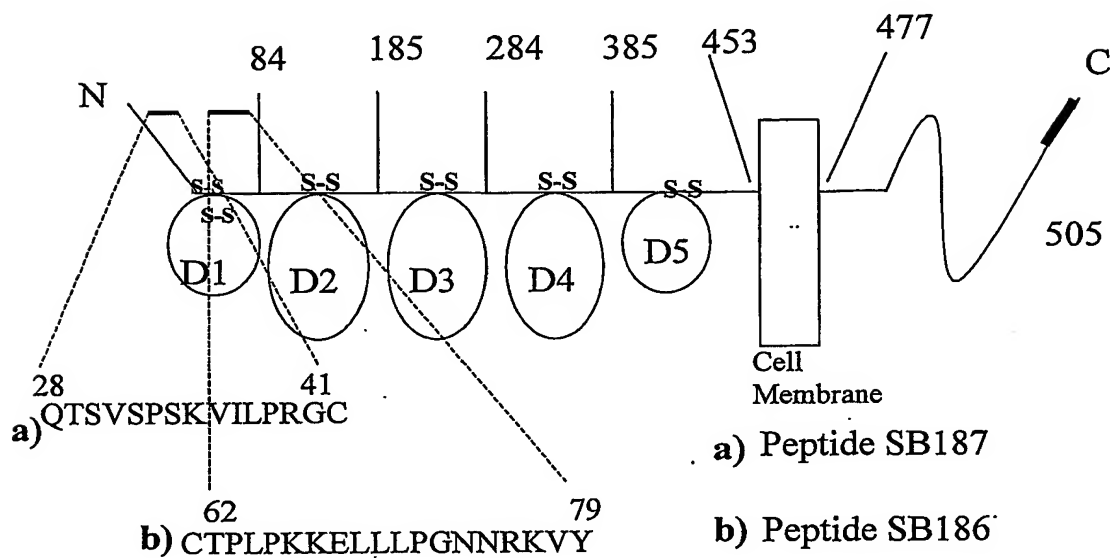 N
84
185
284
385
453
477
C
S-S
S-S
S-S
S-S
S-S
S-S
D1
D2
D3
D4
D5
505
Cell
Membrane
28
41
a) QTSVSPSKVILPRGC
a) Peptide SB187
62
79
b) CTPLPKKELLLPGNNRKVY
b) Peptide SB186